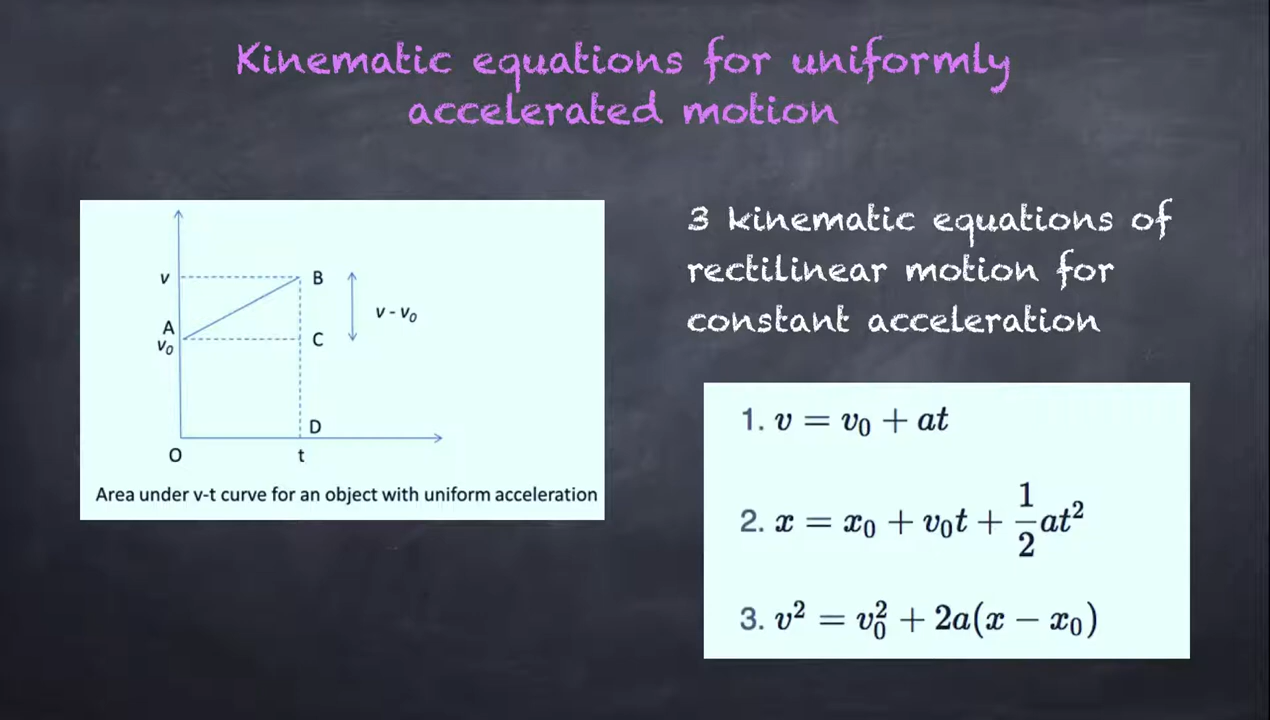 Kinematic equations for uniformly
accelerated motion
v
B
v - v₀
A
v₀
C
D
O
t
Area under v-t curve for an object with uniform acceleration
3 kinematic equations of
rectilinear motion for
constant acceleration
1. v = v₀ + at
2. x = x₀ + v₀t + 1/2 at²
3. v² = v₀² + 2a(x − x₀)